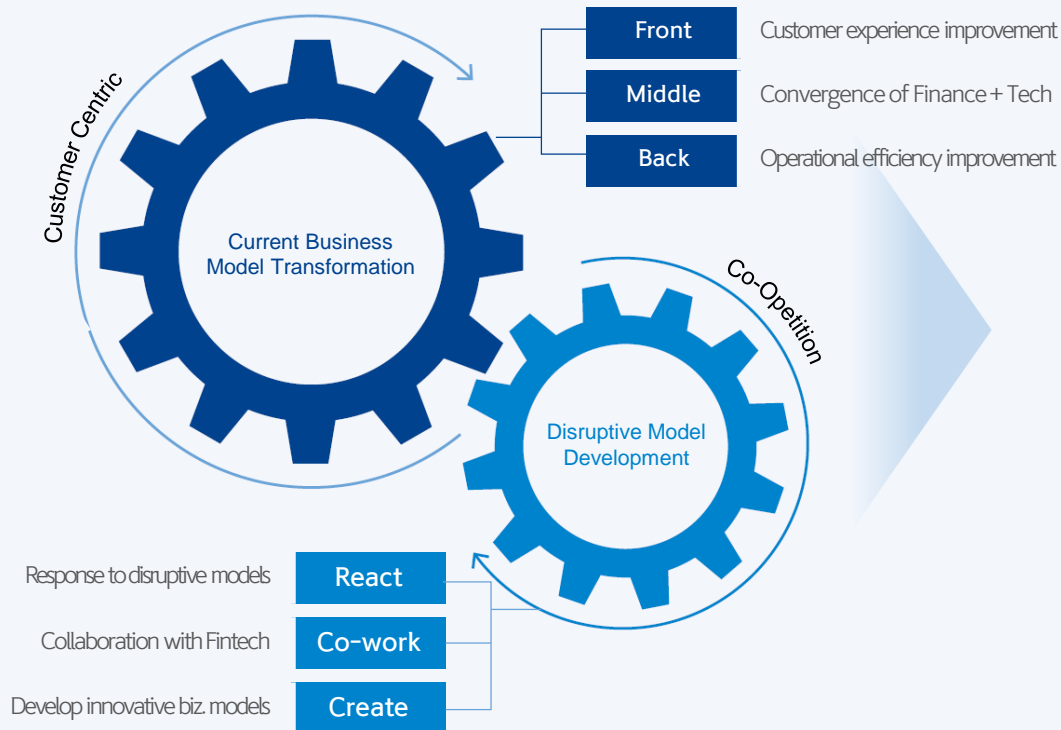 Front
Customer experience improvement
Middle
Convergence of Finance + Tech
Back
Operational efficiency improvement
Customer Centric
Current Business
Model Transformation
Co-Opetition
Disruptive Model
Development
Response to disruptive models
React
Collaboration with Fintech
Co-work
Develop innovative biz. models
Create